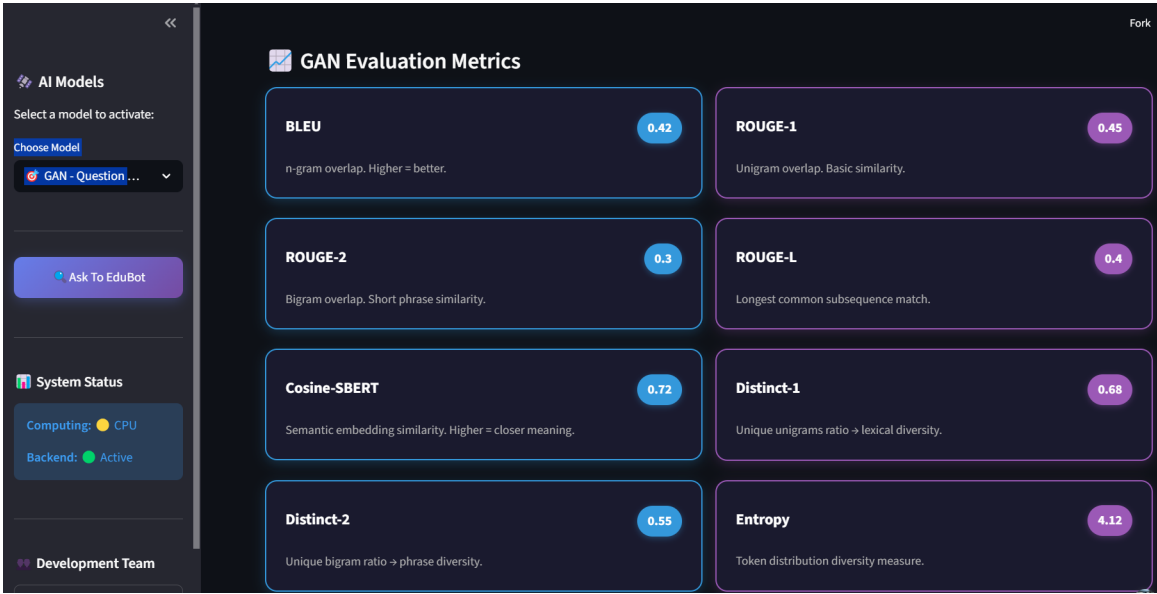 Fork
AI Models
Select a model to activate:
Choose Model
GAN - Question ...
Ask To EduBot
System Status
Computing: CPU
Backend: Active
Development Team
GAN Evaluation Metrics
BLEU
0.42
n-gram overlap. Higher = better.
ROUGE-1
0.45
Unigram overlap. Basic similarity.
ROUGE-2
0.3
Bigram overlap. Short phrase similarity.
ROUGE-L
0.4
Longest common subsequence match.
Cosine-SBERT
0.72
Semantic embedding similarity. Higher = closer meaning.
Distinct-1
0.68
Unique unigrams ratio → lexical diversity.
Distinct-2
0.55
Unique bigram ratio → phrase diversity.
Entropy
4.12
Token distribution diversity measure.